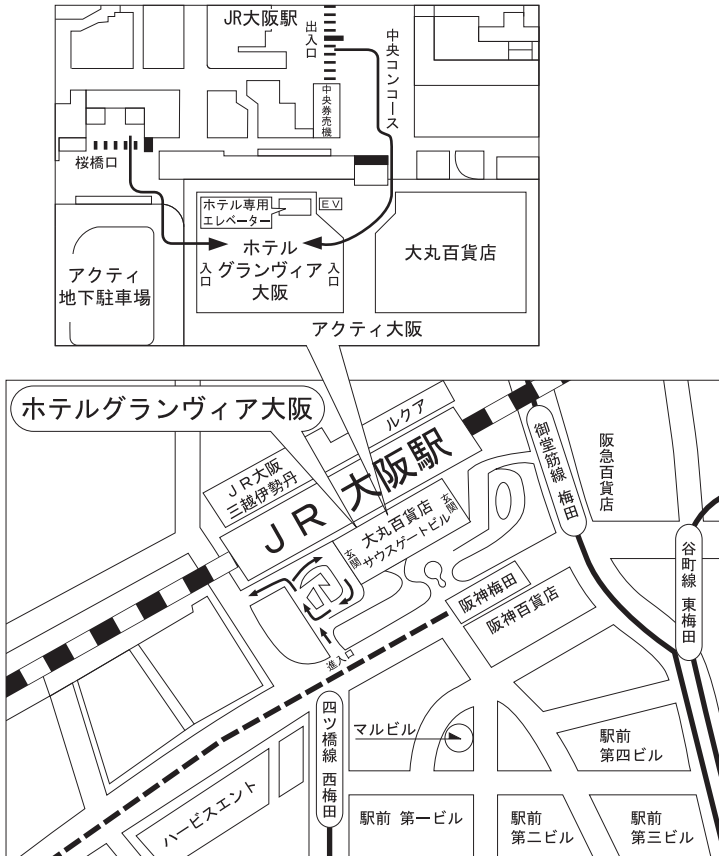 JR大阪駅
出入口
中央コンコース
中央券売機
桜橋口
ホテル専用
エレベーター
EV
ホテル
グランヴィア
大阪
入口
入口
大丸百貨店
アクティ
地下駐車場
アクティ大阪
ホテルグランヴィア大阪
ルクア
JR大阪
三越伊勢丹
JR 大阪駅
御堂筋線 梅田
阪急百貨店
大丸百貨店
サウスゲートビル
玄関
玄関
谷町線 東梅田
阪神梅田
阪神百貨店
進入口
四ツ橋線 西梅田
マルビル
駅前
第四ビル
ハービスエント
駅前 第一ビル
駅前
第二ビル
駅前
第三ビル